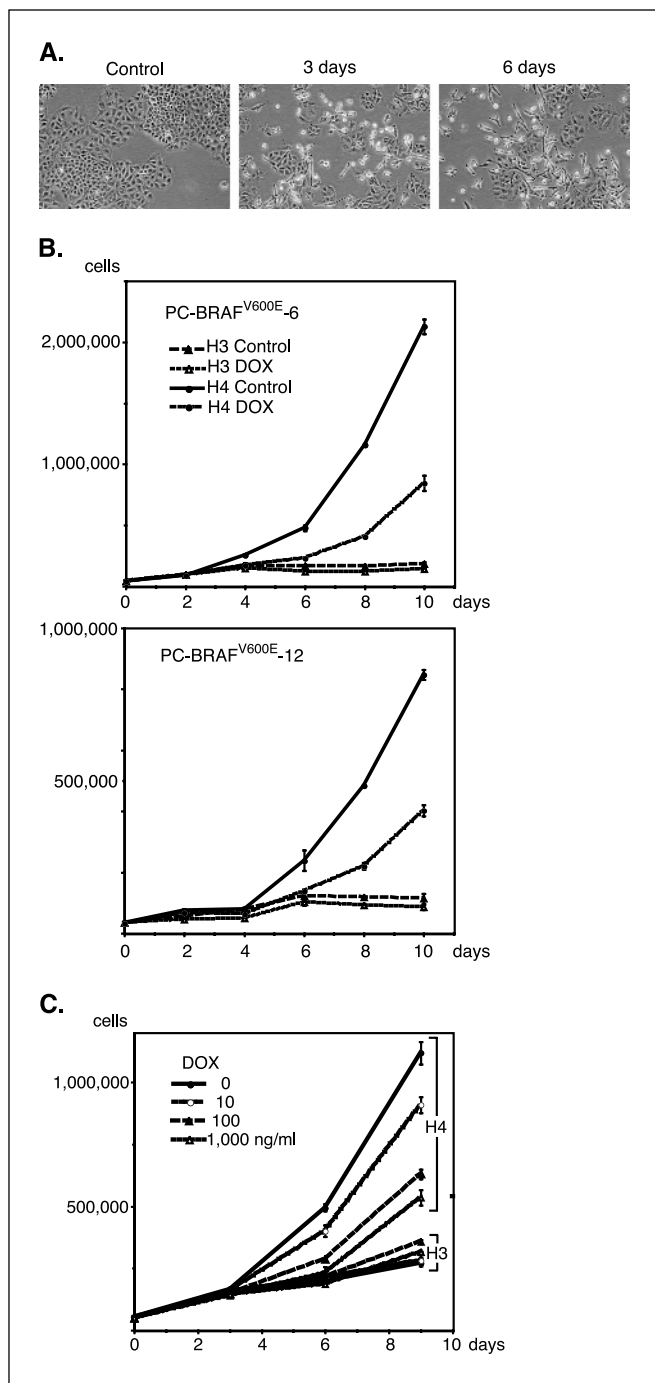 A.
Control 3 days 6 days
B.
cells
PC-BRAFV600E-6
H3 Control
H3 DOX
H4 Control
H4 DOX
2,000,000
1,000,000
0 2 4 6 8 10 days
1,000,000
PC-BRAFV600E-12
500,000
0 2 4 6 8 10 days
C.
cells
DOX
0
10
100
1,000 ng/ml
1,000,000
H4
500,000
H3
0 2 4 6 8 10 days